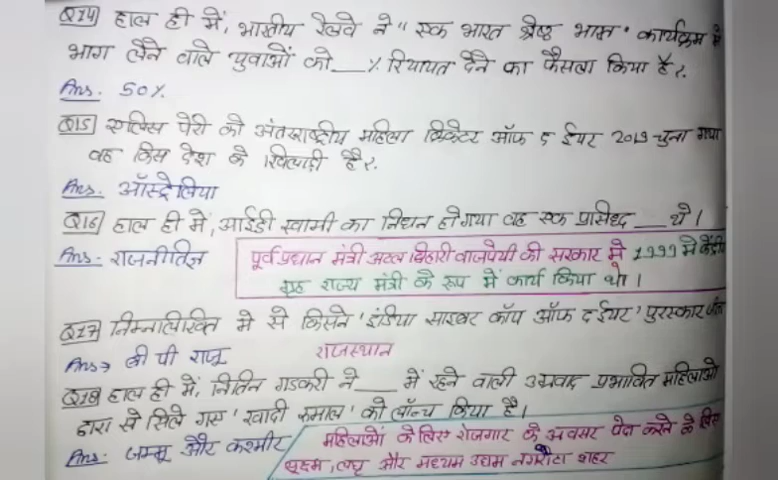 Q14) हाल ही में, भारतीय रेलवे ने "एक भारत श्रेष्ठ भारत" कार्यक्रम में
भाग लेने वाले युवाओं को ___ % रियायत देने का फैसला किया है?
Ans. 50%
Q15) एलिस पेरी को अंतर्राष्ट्रीय महिला क्रिकेटर ऑफ द ईयर 2019 चुना गया
वह किस देश के खिलाड़ी है?
Ans. ऑस्ट्रेलिया
Q16) हाल ही में, आईडी स्वामी का निधन हो गया वह एक प्रसिद्ध ___ थे।
Ans. राजनीतिज्ञ
पूर्व प्रधान मंत्री अटल बिहारी वाजपेयी की सरकार में 1999 में केंद्रीय
गृह राज्य मंत्री के रूप में कार्य किया था।
Q17) निम्नलिखित में से किसने 'इंडिया साइबर कॉप ऑफ द ईयर' पुरस्कार
Ans→ बी पी राजू
राजस्थान
Q18) हाल ही में, नितिन गडकरी ने ___ में रहने वाली उग्रवाद प्रभावित महिलाओं
द्वारा से सिले गए 'खादी रुमाल' को लॉन्च किया है।
Ans. जम्मू और कश्मीर
महिलाओं के लिए रोजगार के अवसर पैदा करने के लिए
सूक्ष्म, लघु और मध्यम उद्यम नगरोटा शहर